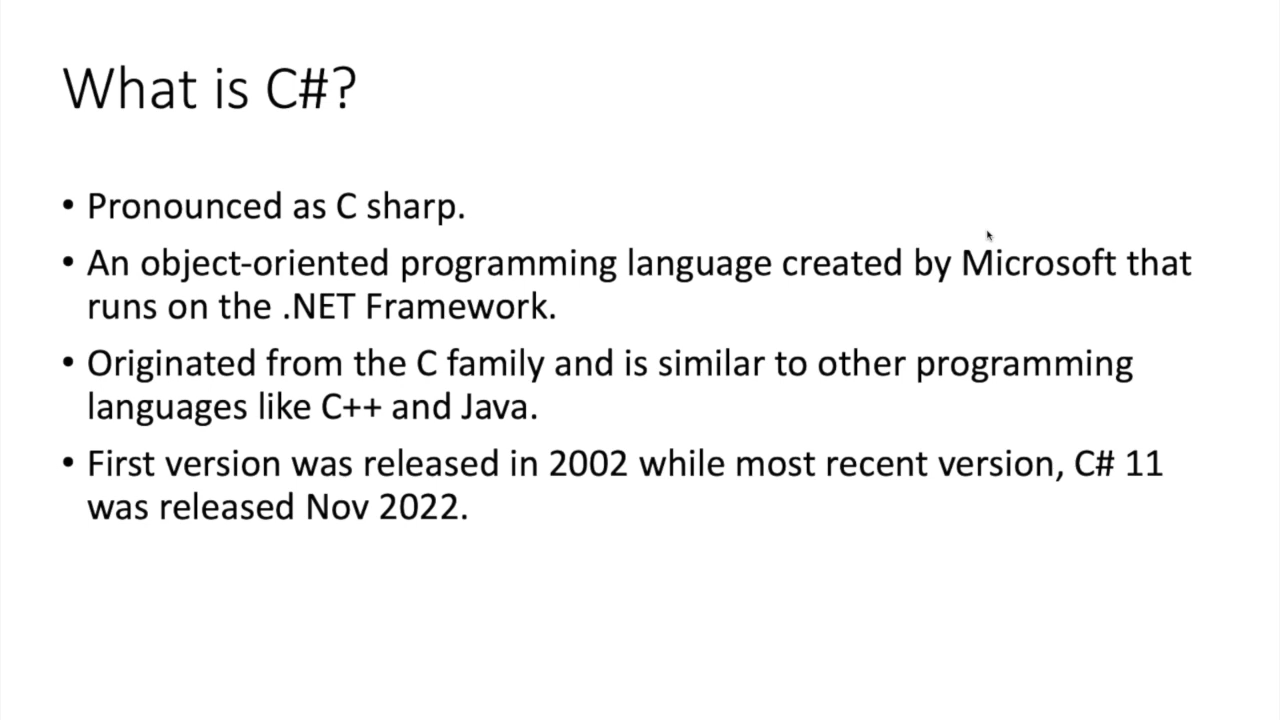 What is C#?
• Pronounced as C sharp.
• An object-oriented programming language created by Microsoft that
runs on the .NET Framework.
• Originated from the C family and is similar to other programming
languages like C++ and Java.
• First version was released in 2002 while most recent version, C# 11
was released Nov 2022.